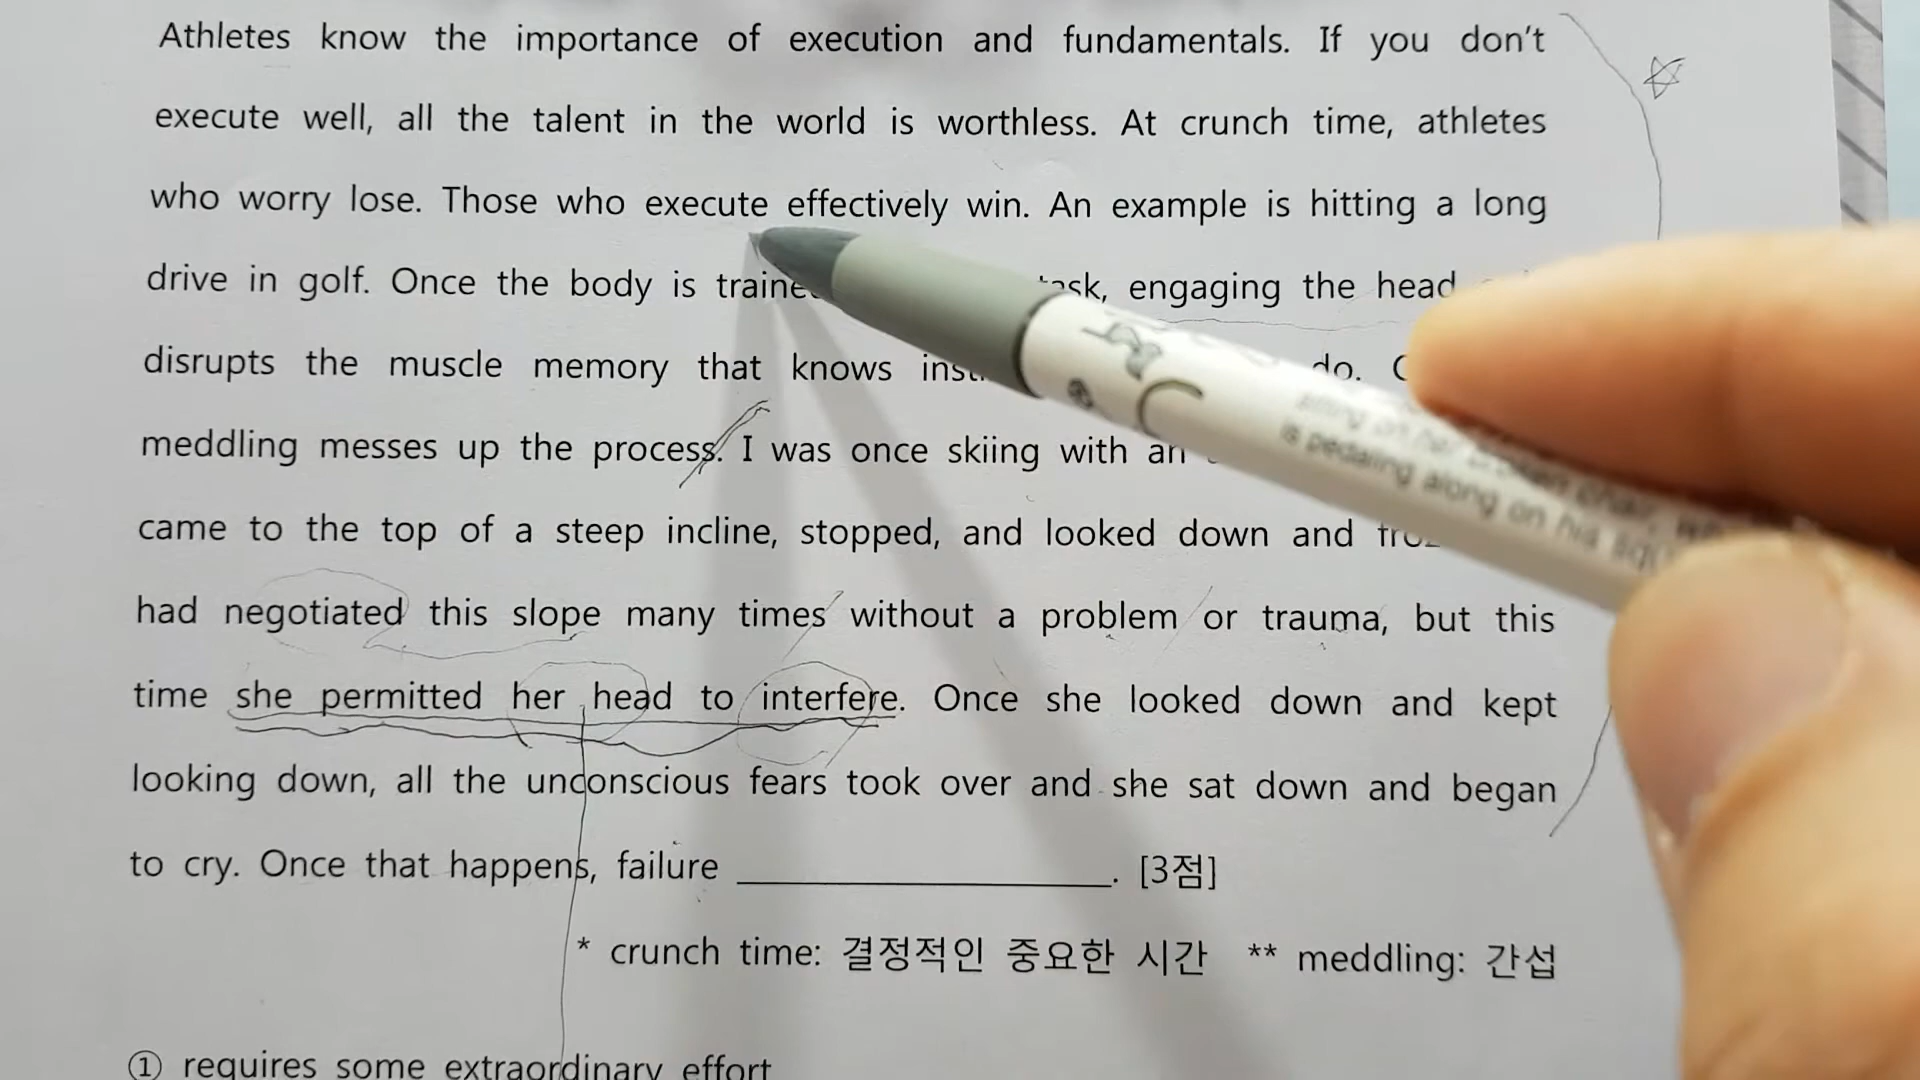 Athletes know the importance of execution and fundamentals. If you don't
execute well, all the talent in the world is worthless. At crunch time, athletes
who worry lose. Those who execute effectively win. An example is hitting a long
drive in golf. Once the body is task, engaging the head
disrupts the muscle memory that knows do.
meddling messes up the process. I was once skiing with an
came to the top of a steep incline, stopped, and looked down and
had negotiated this slope many times without a problem or trauma, but this
time she permitted her head to interfere. Once she looked down and kept
looking down, all the unconscious fears took over and she sat down and began
to cry. Once that happens, failure ____________________. [3점]
* crunch time: 결정적인 중요한 시간 ** meddling: 간섭
① requires some extraordinary effort
is pedaling along on his